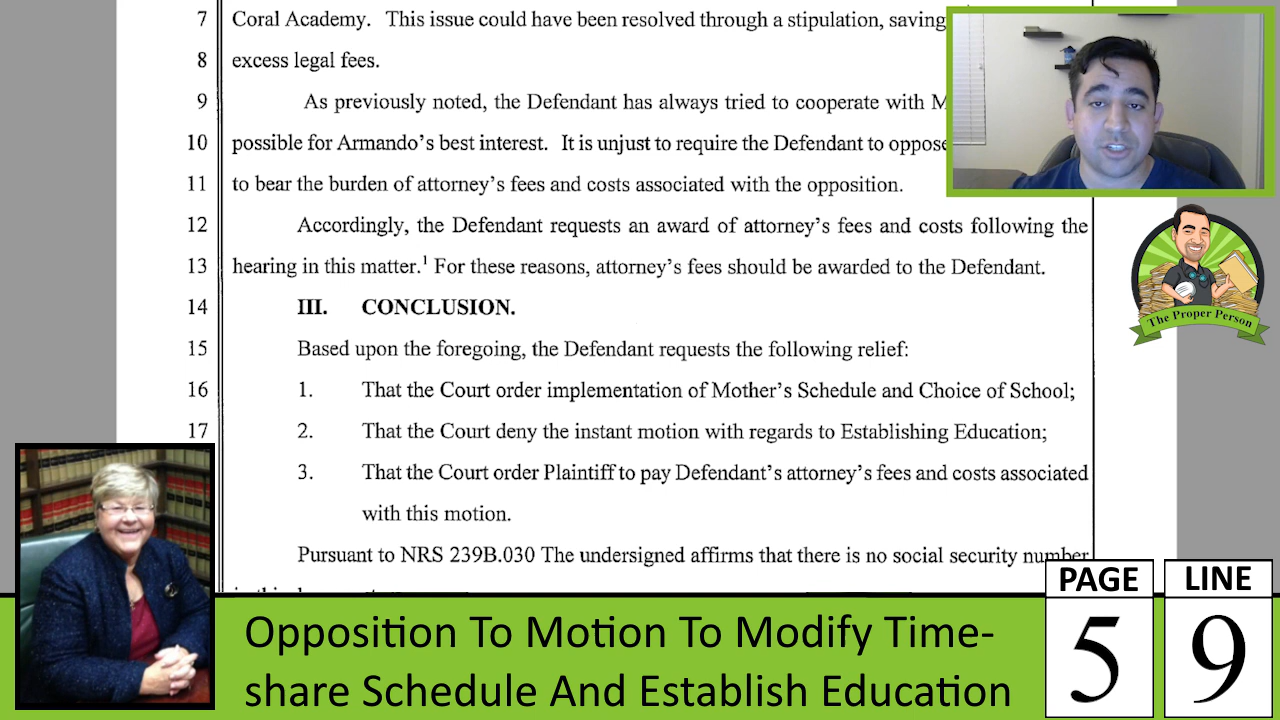 7 Coral Academy. This issue could have been resolved through a stipulation, saving
8 excess legal fees.
9 As previously noted, the Defendant has always tried to cooperate with M
10 possible for Armando's best interest. It is unjust to require the Defendant to oppose
11 to bear the burden of attorney's fees and costs associated with the opposition.
12 Accordingly, the Defendant requests an award of attorney's fees and costs following the
13 hearing in this matter.¹ For these reasons, attorney's fees should be awarded to the Defendant.
14 III. CONCLUSION.
15 Based upon the foregoing, the Defendant requests the following relief:
16 1. That the Court order implementation of Mother's Schedule and Choice of School;
17 2. That the Court deny the instant motion with regards to Establishing Education;
3. That the Court order Plaintiff to pay Defendant's attorney's fees and costs associated
with this motion.
Pursuant to NRS 239B.030 The undersigned affirms that there is no social security number
The Proper Person
Opposition To Motion To Modify Time-
share Schedule And Establish Education
PAGE
5
LINE
9